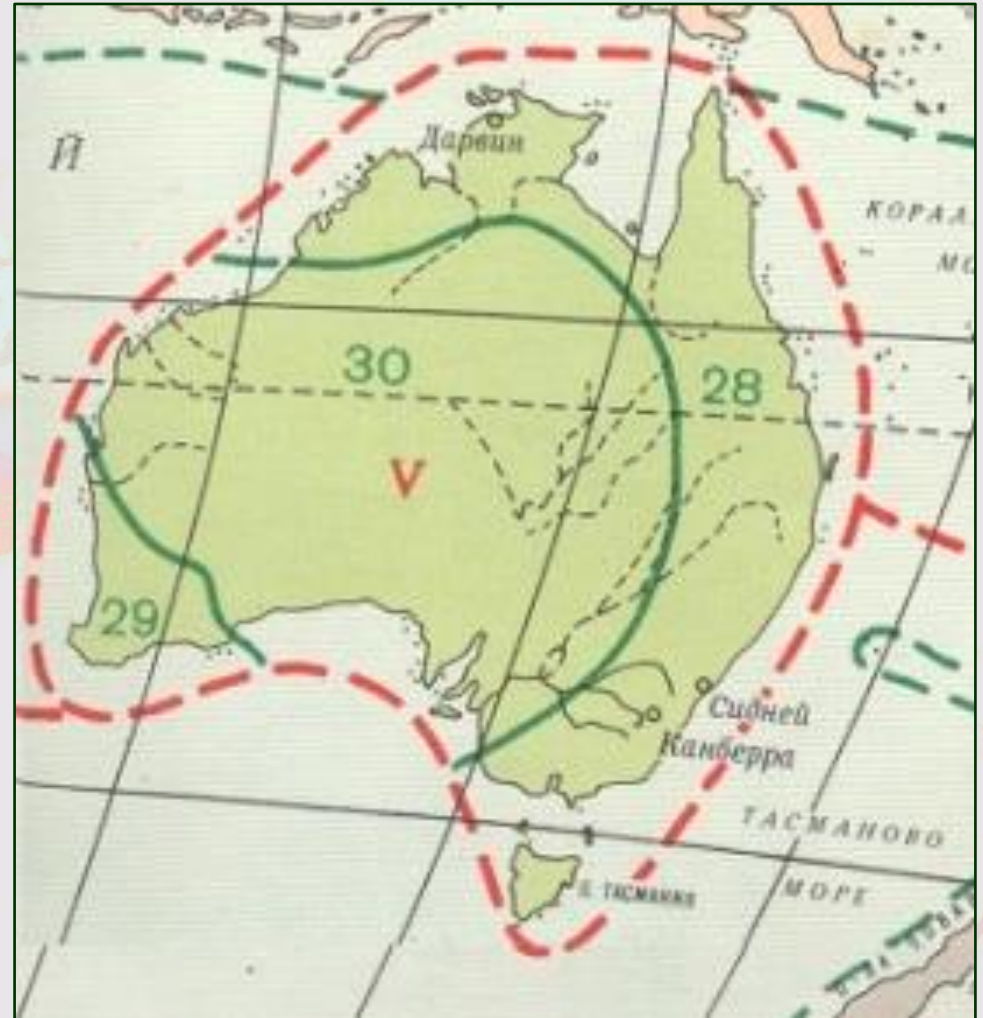 Й
Дарвин
КОРАЛ
МО
30
28
V
29
Сидней
Канберра
ТАСМАНОВО
МОРЕ
О. ТАСМАНИЯ